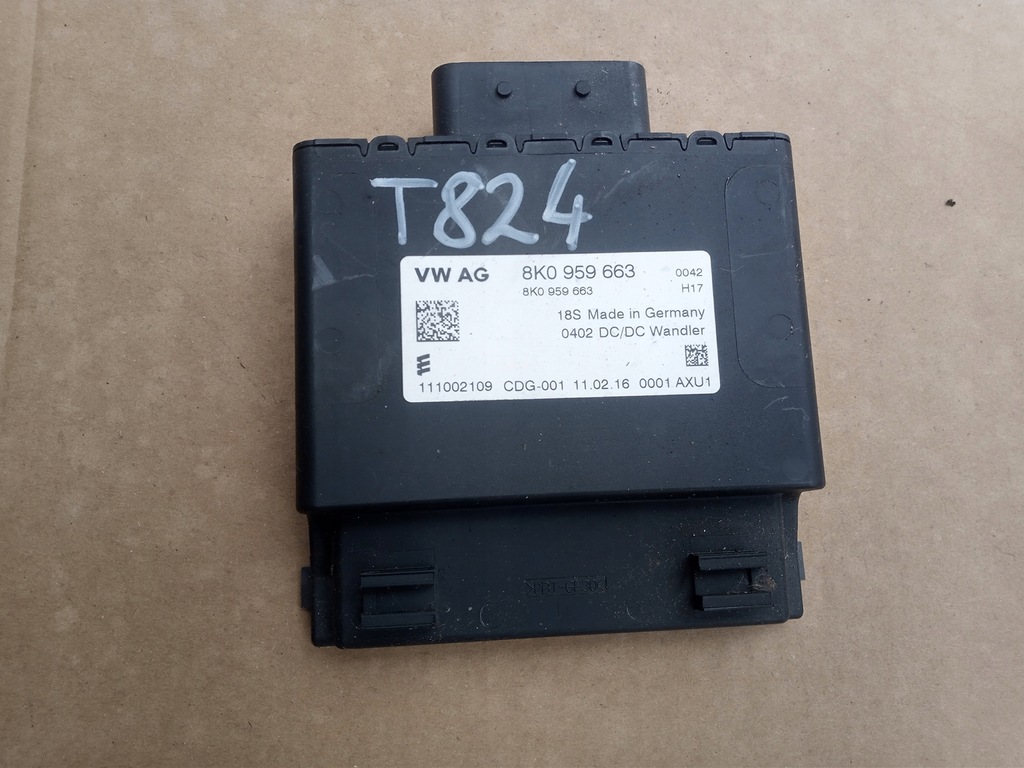 T824
VW AG 8K0 959 663 0042
8K0 959 663 H17
18S Made in Germany
0402 DC/DC Wandler
111002109 CDG-001 11.02.16 0001 AXU1